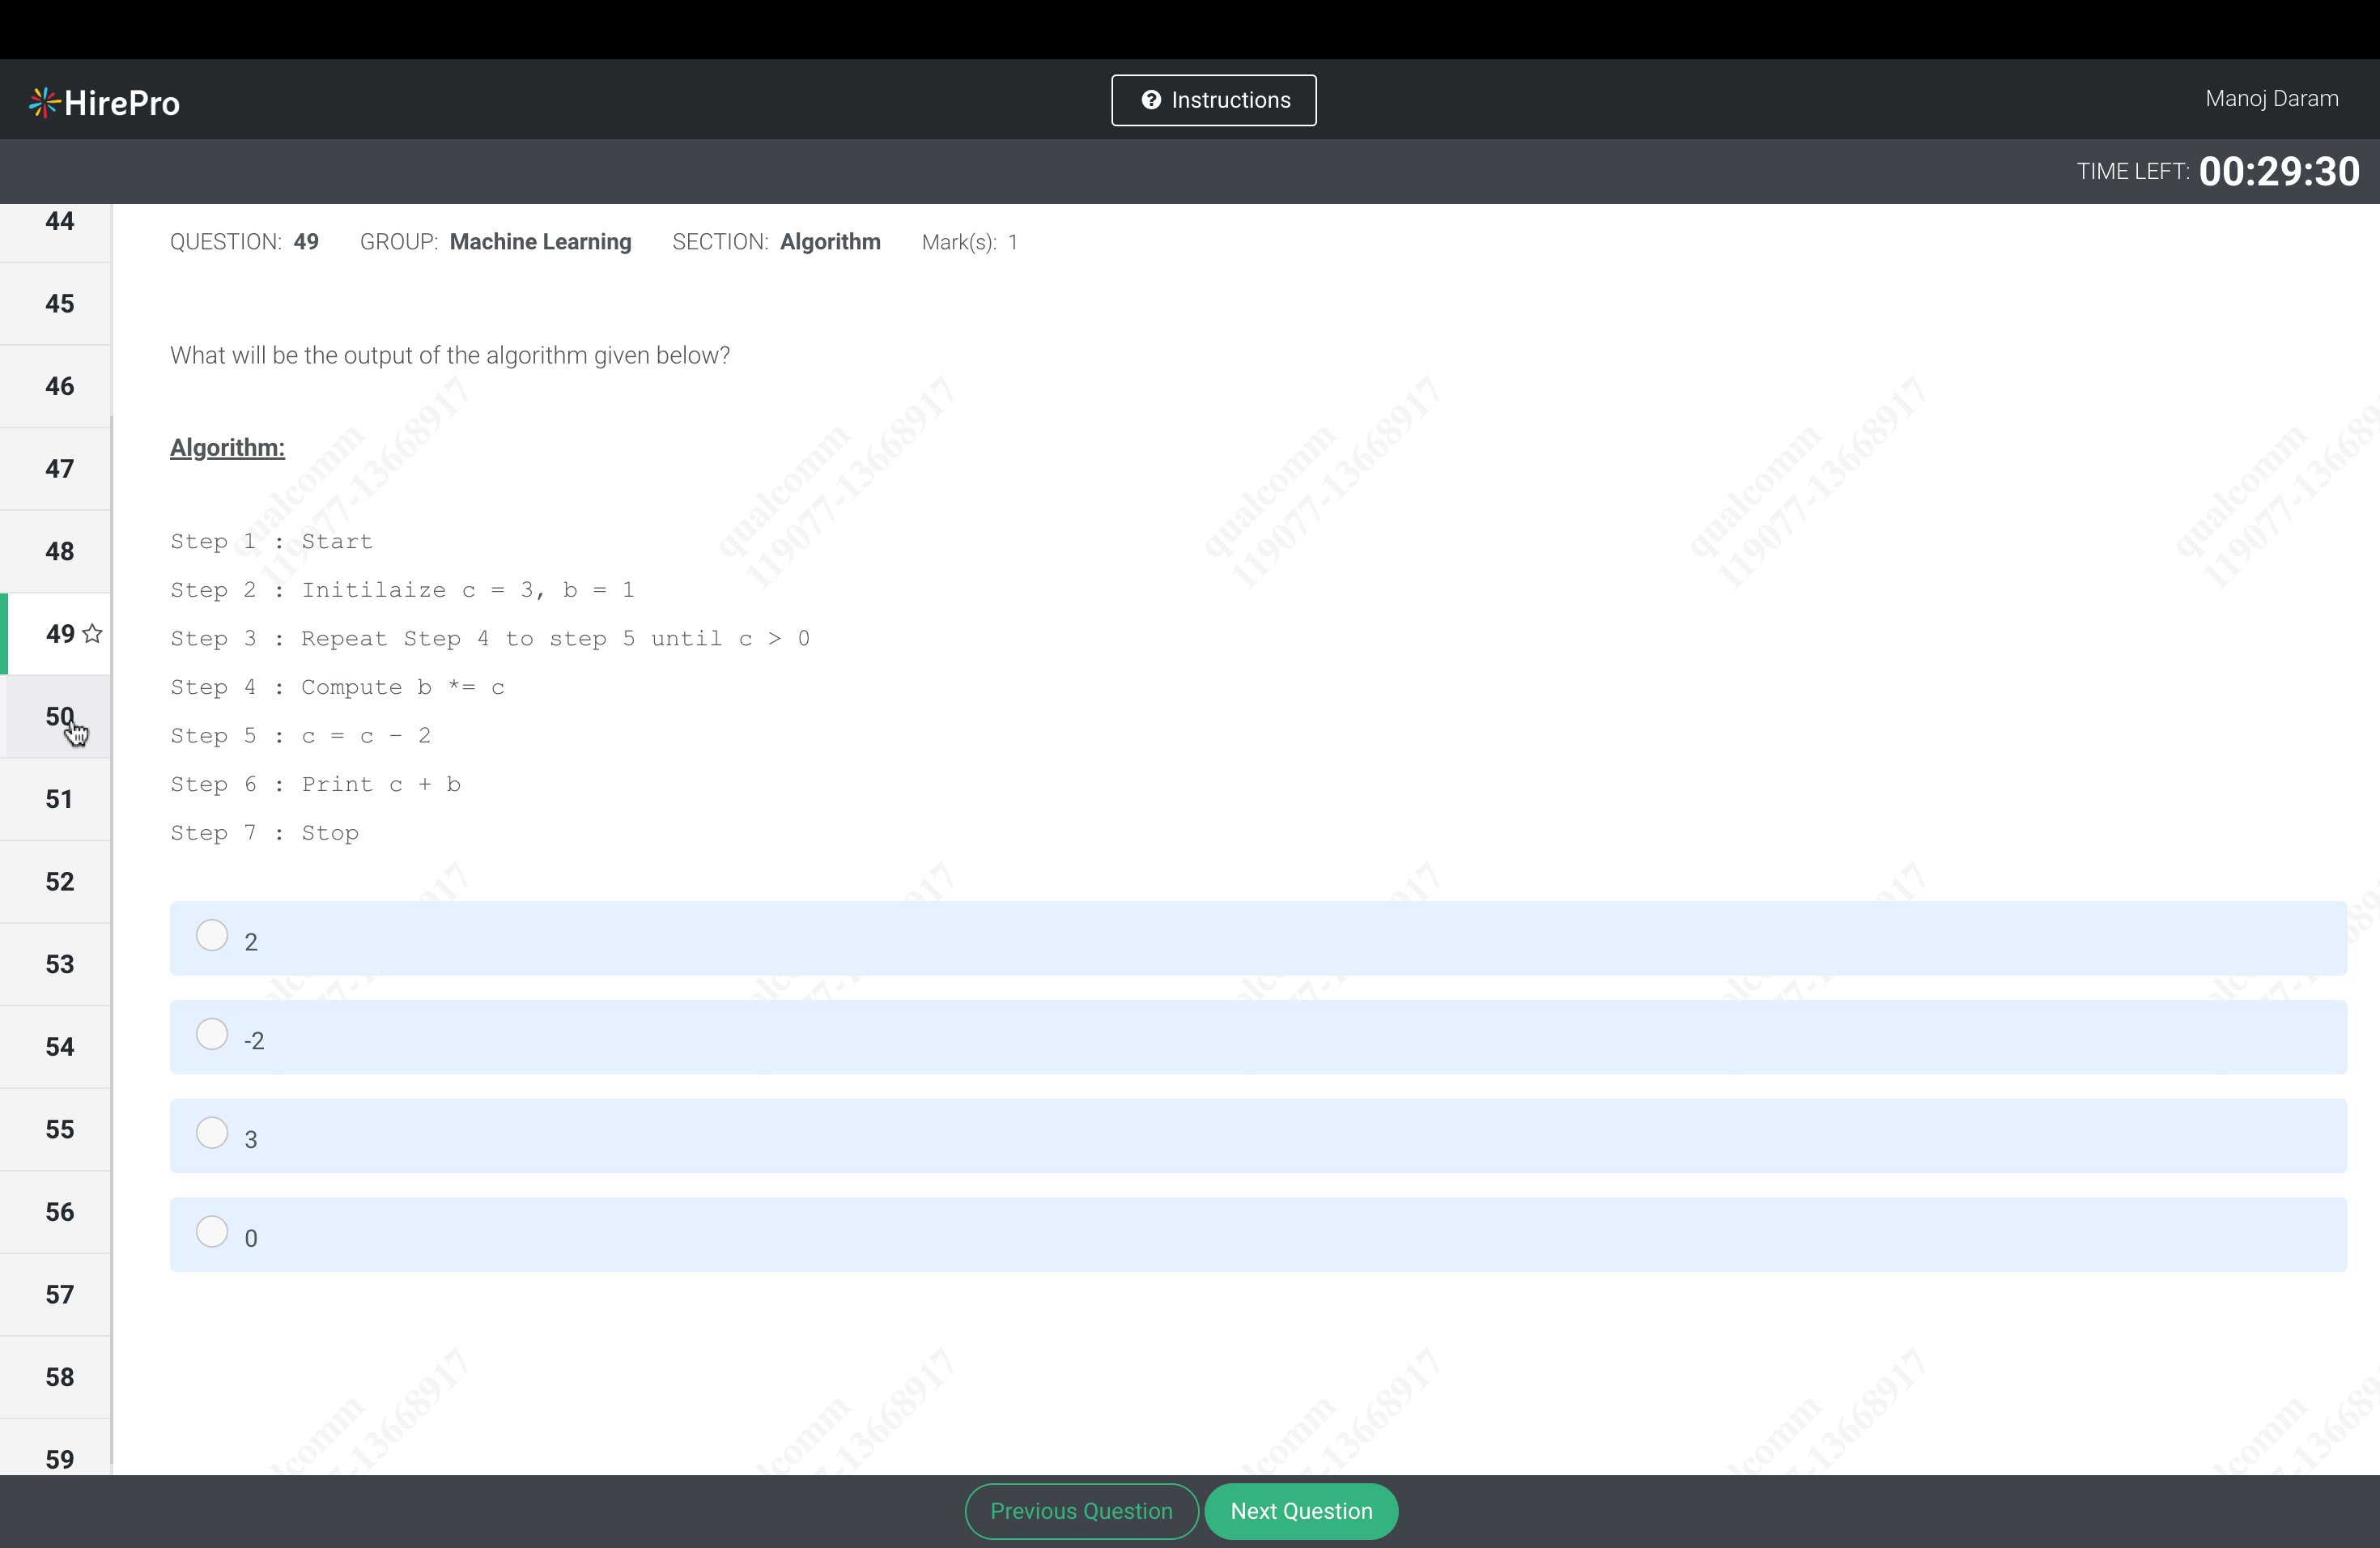 HirePro
Instructions
Manoj Daram
TIME LEFT: 00:29:30
44
45
46
47
48
49
50
51
52
53
54
55
56
57
58
59
QUESTION: 49 GROUP: Machine Learning SECTION: Algorithm Mark(s): 1
What will be the output of the algorithm given below?
Algorithm:
Step 1 : Start
Step 2 : Initilaize c = 3, b = 1
Step 3 : Repeat Step 4 to step 5 until c > 0
Step 4 : Compute b *= c
Step 5 : c = c - 2
Step 6 : Print c + b
Step 7 : Stop
2
-2
3
0
qualcomm
119077-13668917
Previous Question
Next Question